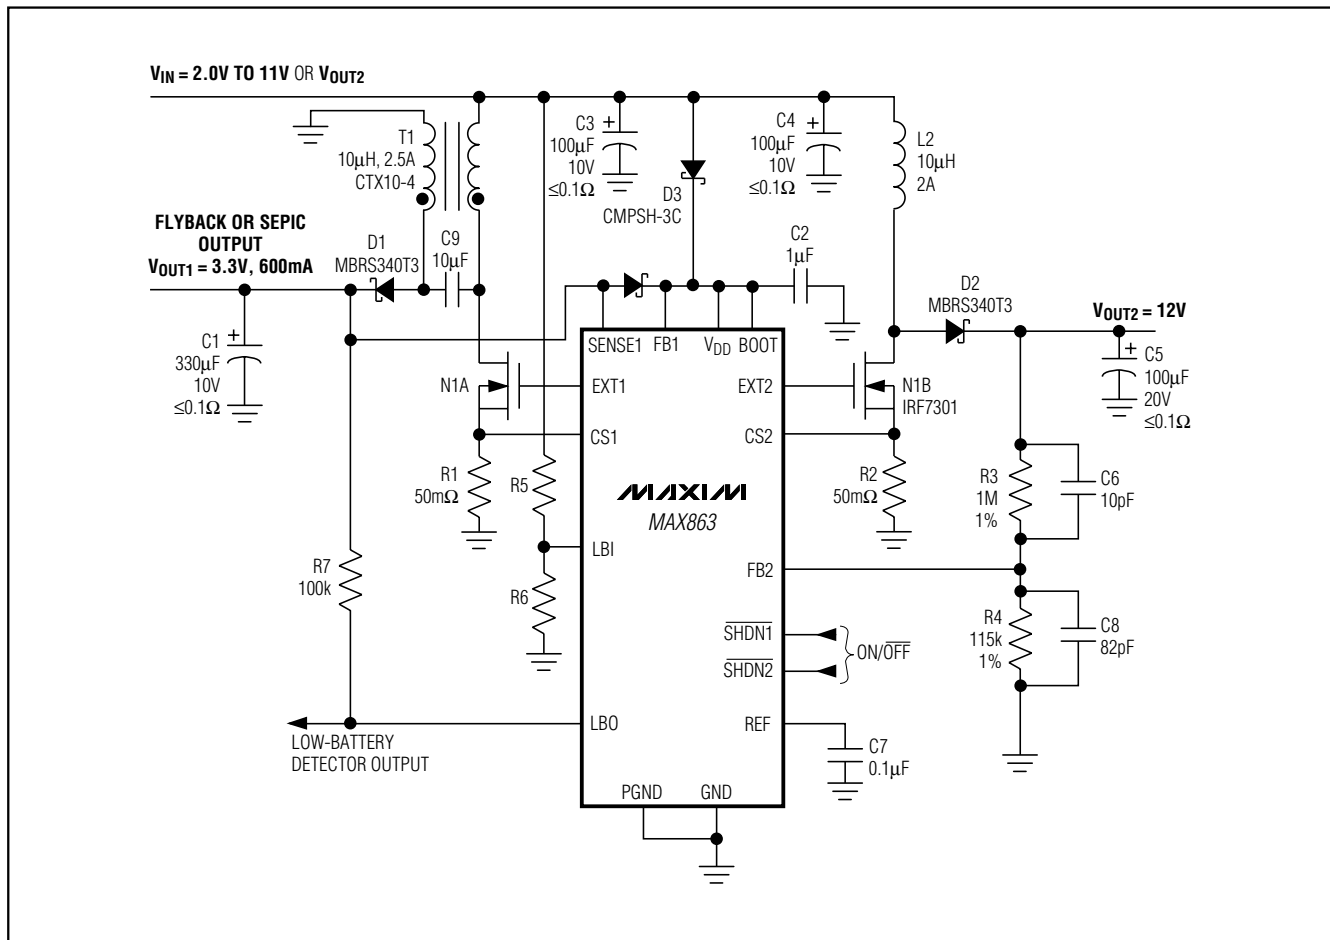 VIN = 2.0V TO 11V OR VOUT2
T1
10µH, 2.5A
CTX10-4
C3
+
100µF
10V
≤0.1Ω
D3
CMPSH-3C
C4
+
100µF
10V
≤0.1Ω
L2
10µH
2A
FLYBACK OR SEPIC
OUTPUT
VOUT1 = 3.3V, 600mA
D1
MBRS340T3
C9
10µF
C2
1µF
D2
MBRS340T3
VOUT2 = 12V
C1
+
330µF
10V
≤0.1Ω
SENSE1
FB1
VDD
BOOT
N1A
EXT1
EXT2
N1B
IRF7301
C5
+
100µF
20V
≤0.1Ω
CS1
CS2
R1
50mΩ
R5
MAXIM
MAX863
R2
50mΩ
R3
1M
1%
C6
10pF
LBI
R7
100k
R6
FB2
SHDN1
SHDN2
ON/OFF
R4
115k
1%
C8
82pF
LBO
REF
LOW-BATTERY
DETECTOR OUTPUT
C7
0.1µF
PGND
GND